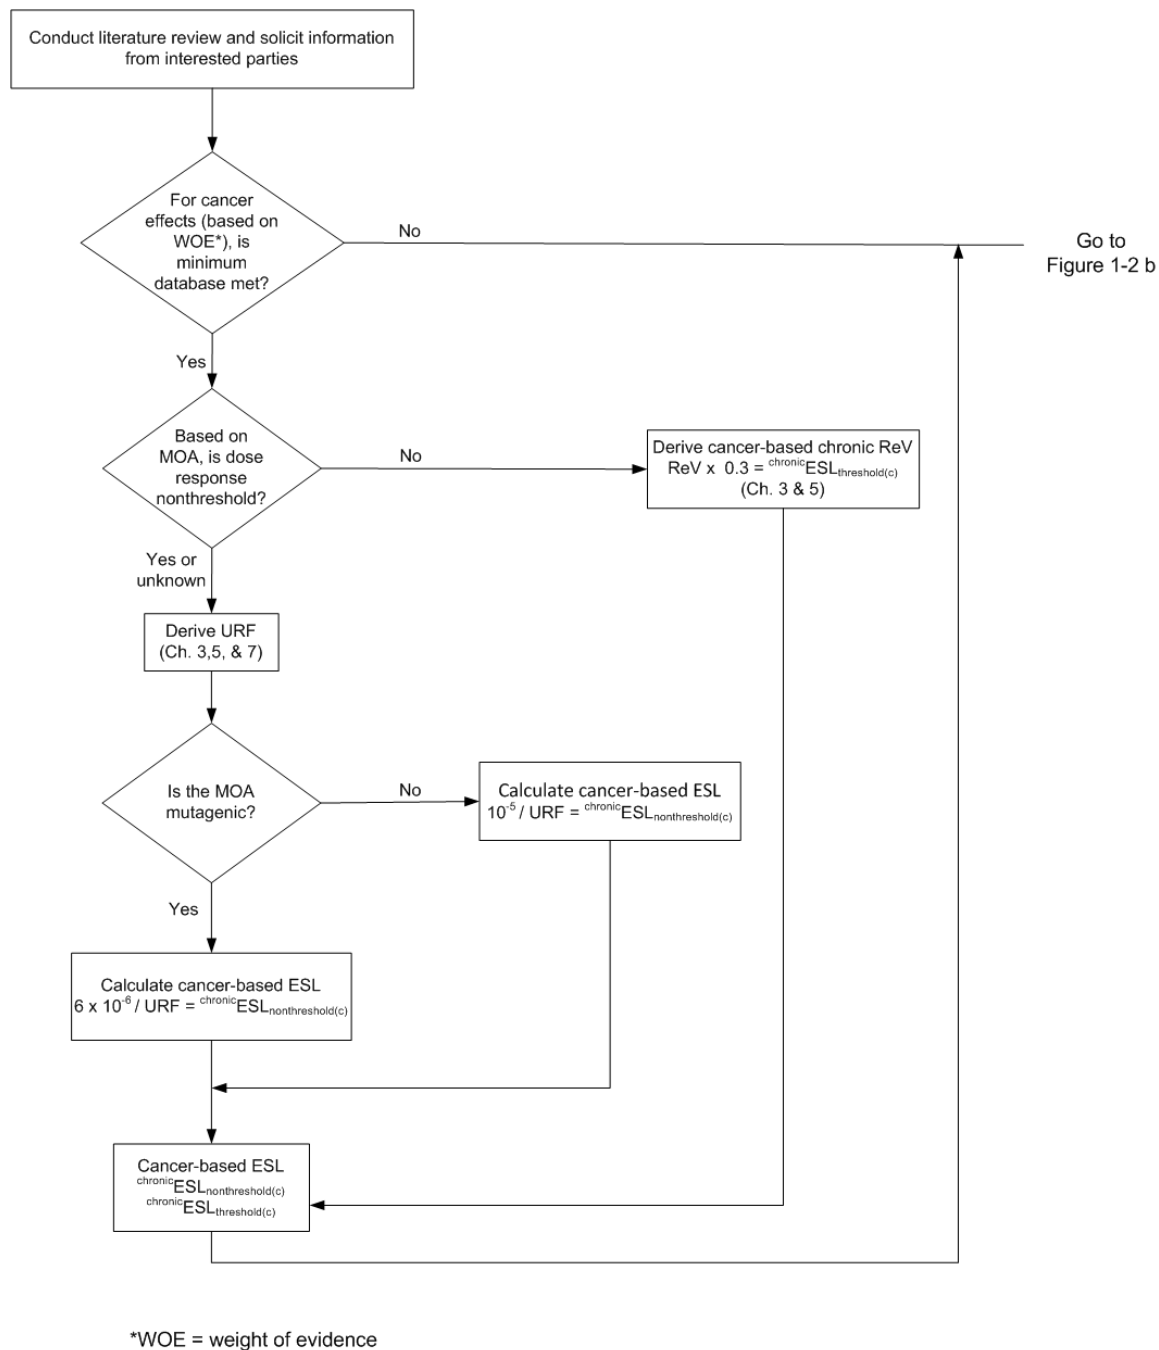 Conduct literature review and solicit information
from interested parties
For cancer
effects (based on
WOE*), is
minimum
database met?
No
Go to
Figure 1-2 b
Yes
Based on
MOA, is dose
response
nonthreshold?
No
Derive cancer-based chronic ReV
ReV x 0.3 = chronicESLthreshold(c)
(Ch. 3 & 5)
Yes or
unknown
Derive URF
(Ch. 3,5, & 7)
Is the MOA
mutagenic?
No
Calculate cancer-based ESL
10-5 / URF = chronicESLnonthreshold(c)
Yes
Calculate cancer-based ESL
6 x 10-6 / URF = chronicESLnonthreshold(c)
Cancer-based ESL
chronicESLnonthreshold(c)
chronicESLthreshold(c)
*WOE = weight of evidence